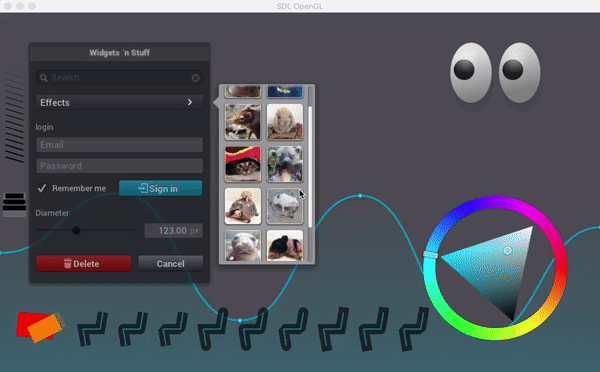 SDL OpenGL
Widgets `n Stuff
Search
Effects
login
Email
Password
Remember me
Sign in
Diameter
123.00 px
Delete
Cancel